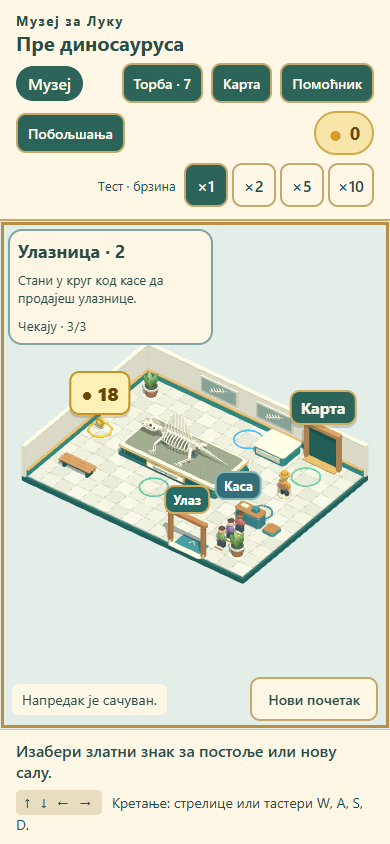 Музеј за Луку
Пре диносауруса
Музеј
Торба · 7
Карта
Помоћник
Побољшања
0
Тест · брзина
×1
×2
×5
×10
Улазница · 2
Стани у круг код касе да
продајеш улазнице.
Чекају · 3/3
18
Карта
Каса
Улаз
Напредак је сачуван.
Нови почетак
Изабери златни знак за постоље или нову
салу.
↑ ↓ ← → Кретање: стрелице или тастери W, A, S,
D.